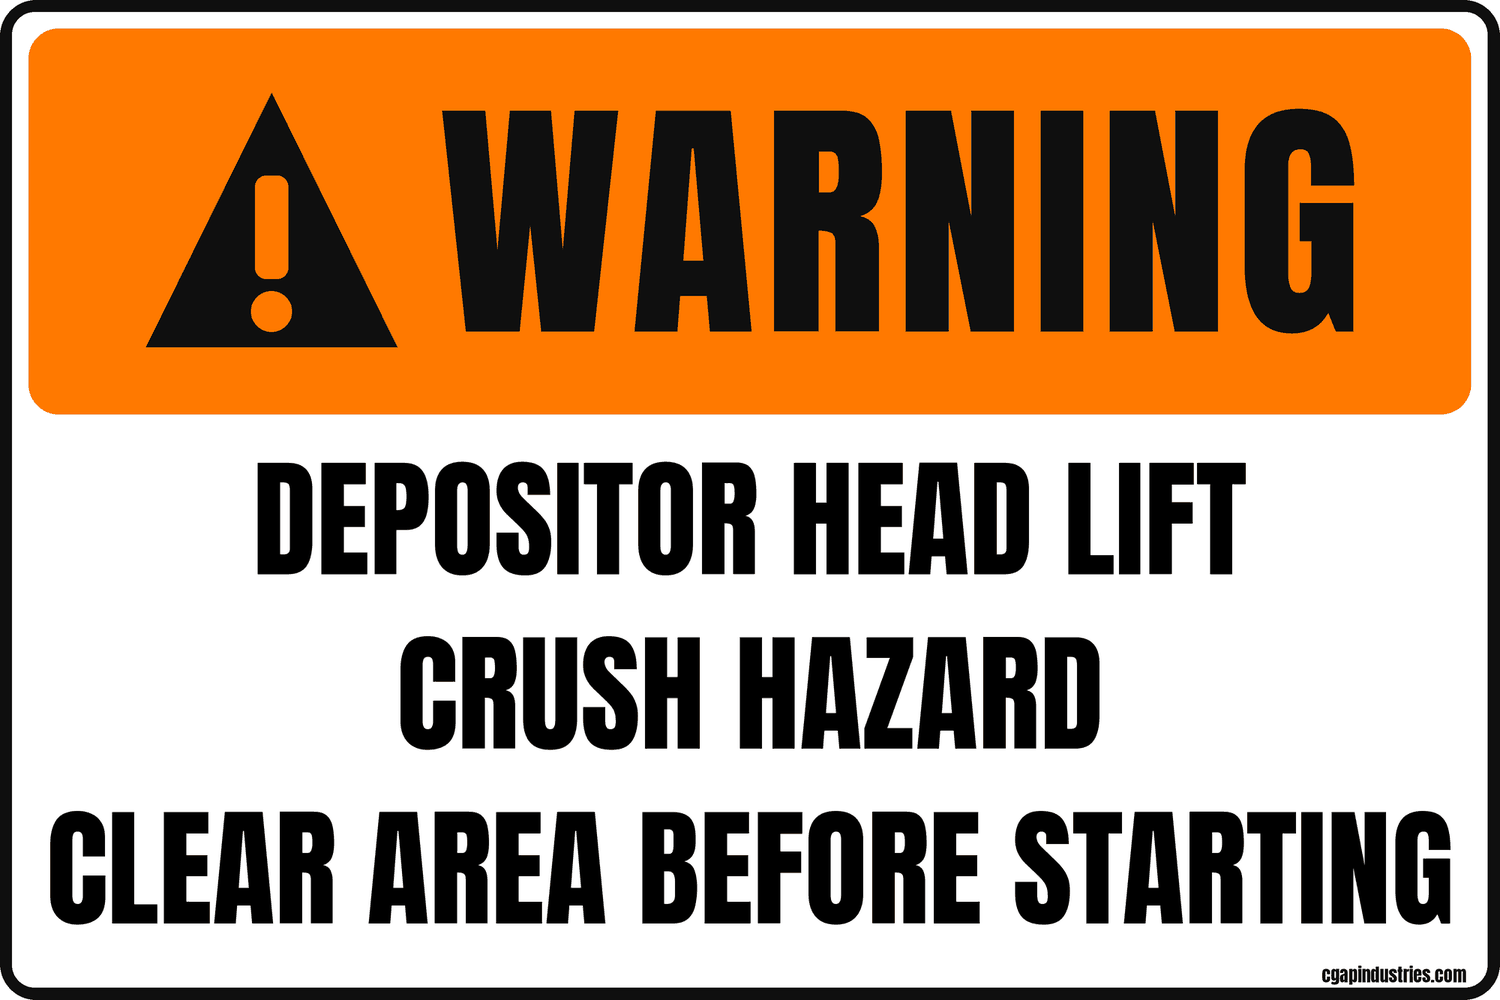 WARNING
DEPOSITOR HEAD LIFT
CRUSH HAZARD
CLEAR AREA BEFORE STARTING
cgapindustries.com